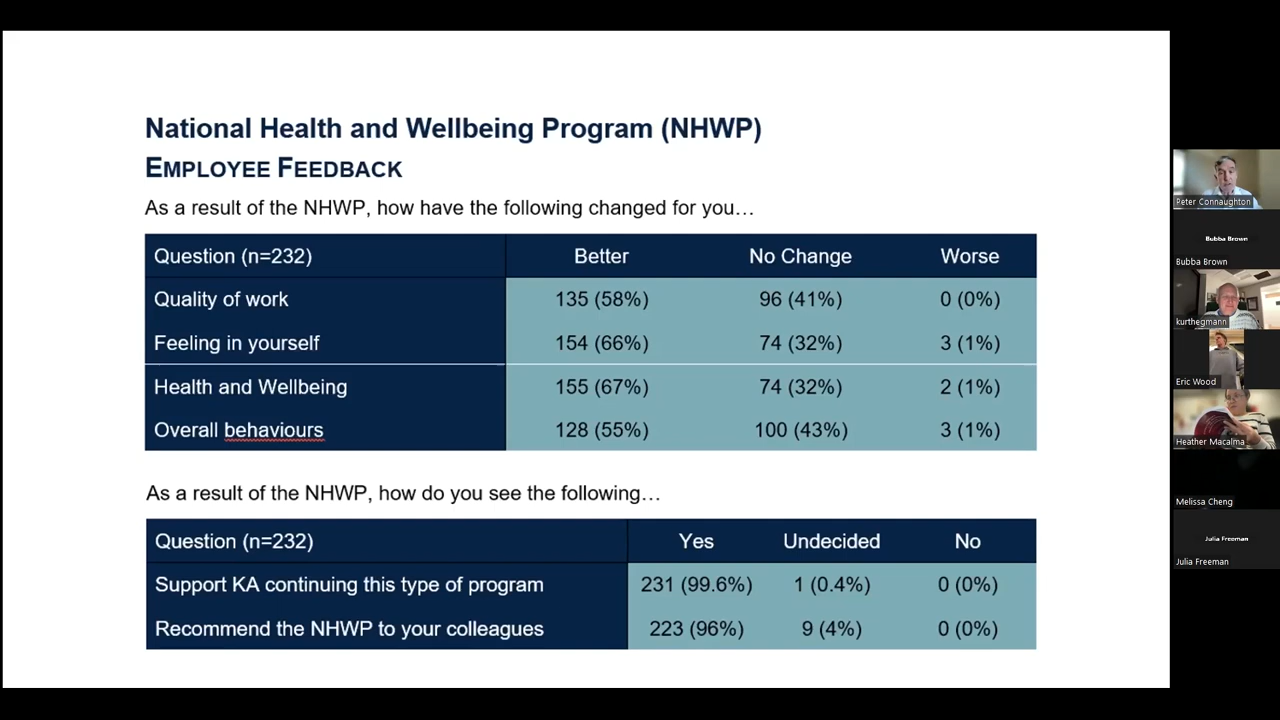 National Health and Wellbeing Program (NHWP)
EMPLOYEE FEEDBACK
As a result of the NHWP, how have the following changed for you…
Question (n=232) Better No Change Worse
Quality of work 135 (58%) 96 (41%) 0 (0%)
Feeling in yourself 154 (66%) 74 (32%) 3 (1%)
Health and Wellbeing 155 (67%) 74 (32%) 2 (1%)
Overall behaviours 128 (55%) 100 (43%) 3 (1%)
As a result of the NHWP, how do you see the following…
Question (n=232) Yes Undecided No
Support KA continuing this type of program 231 (99.6%) 1 (0.4%) 0 (0%)
Recommend the NHWP to your colleagues 223 (96%) 9 (4%) 0 (0%)
Peter Connaughton
Bubba Brown
Bubba Brown
kurthegmann
Eric Wood
Heather Macalma
Melissa Cheng
Julia Freeman
Julia Freeman